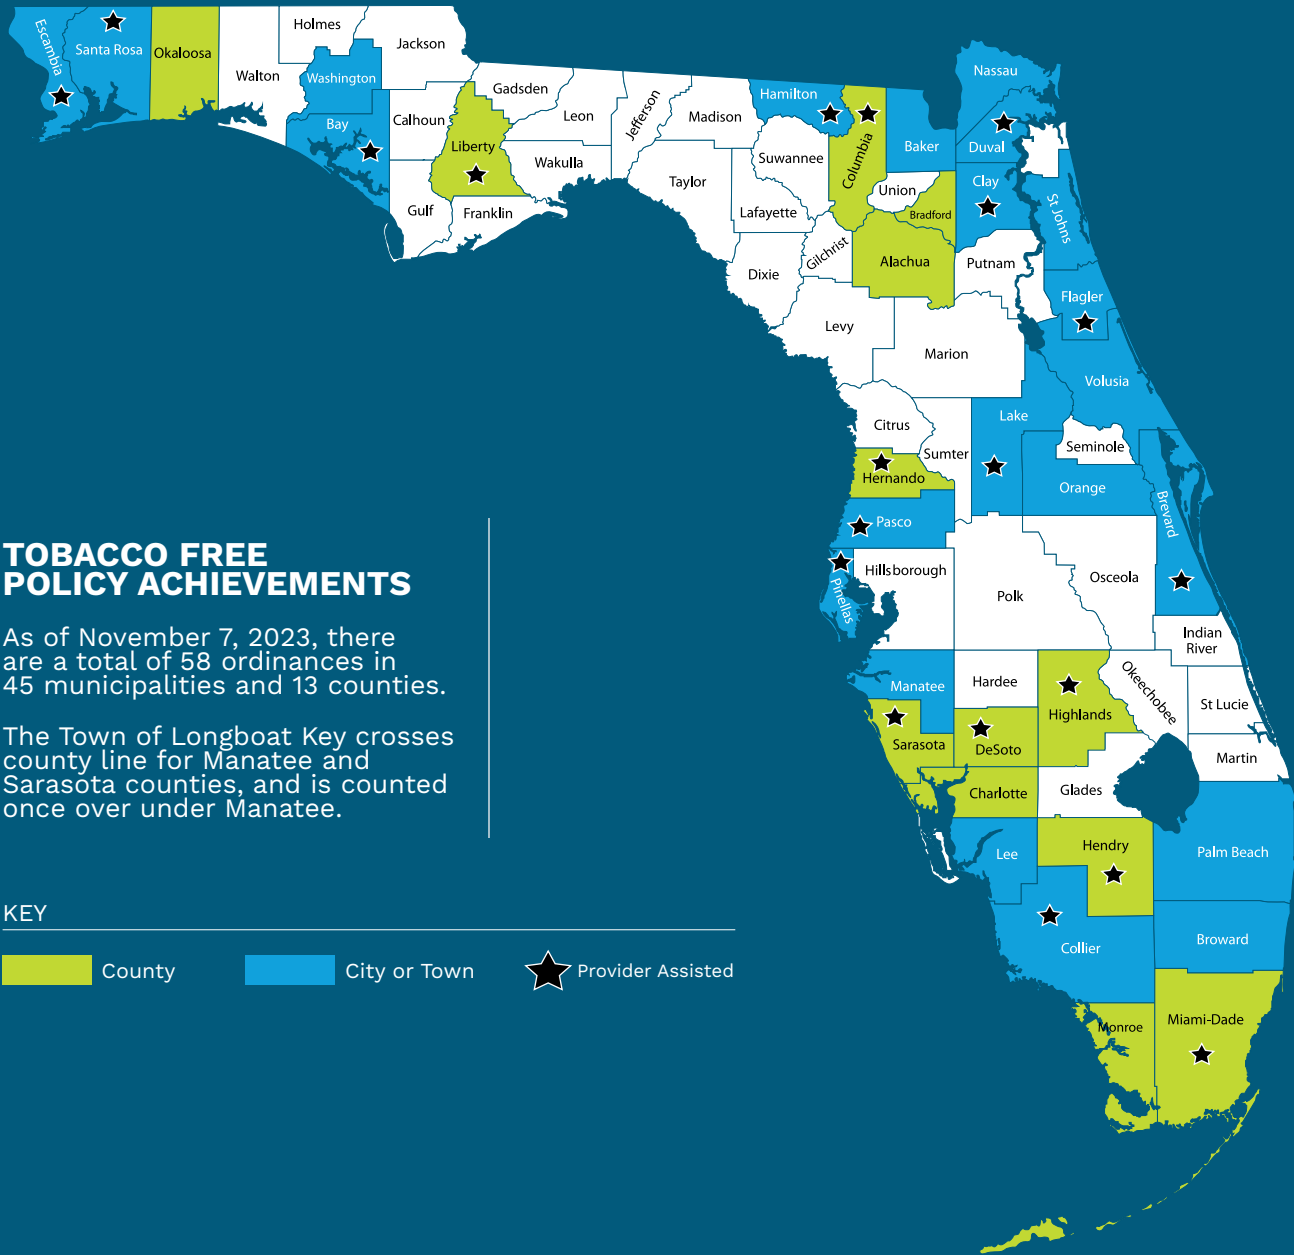 Escambia
Santa Rosa
Okaloosa
Walton
Holmes
Washington
Bay
Jackson
Calhoun
Gulf
Liberty
Gadsden
Franklin
Leon
Wakulla
Jefferson
Madison
Taylor
Hamilton
Suwannee
Lafayette
Dixie
Columbia
Gilchrist
Baker
Union
Bradford
Alachua
Levy
Nassau
Duval
Clay
St Johns
Putnam
Flagler
Marion
Volusia
Citrus
Sumter
Lake
Seminole
Hernando
Orange
Brevard
Pasco
Pinellas
Hillsborough
Polk
Osceola
Indian
River
Manatee
Hardee
Highlands
Okeechobee
St Lucie
Sarasota
DeSoto
Martin
Charlotte
Glades
Lee
Hendry
Palm Beach
Collier
Broward
Monroe
Miami-Dade
TOBACCO FREE
POLICY ACHIEVEMENTS
As of November 7, 2023, there
are a total of 58 ordinances in
45 municipalities and 13 counties.
The Town of Longboat Key crosses
county line for Manatee and
Sarasota counties, and is counted
once over under Manatee.
KEY
County
City or Town
Provider Assisted